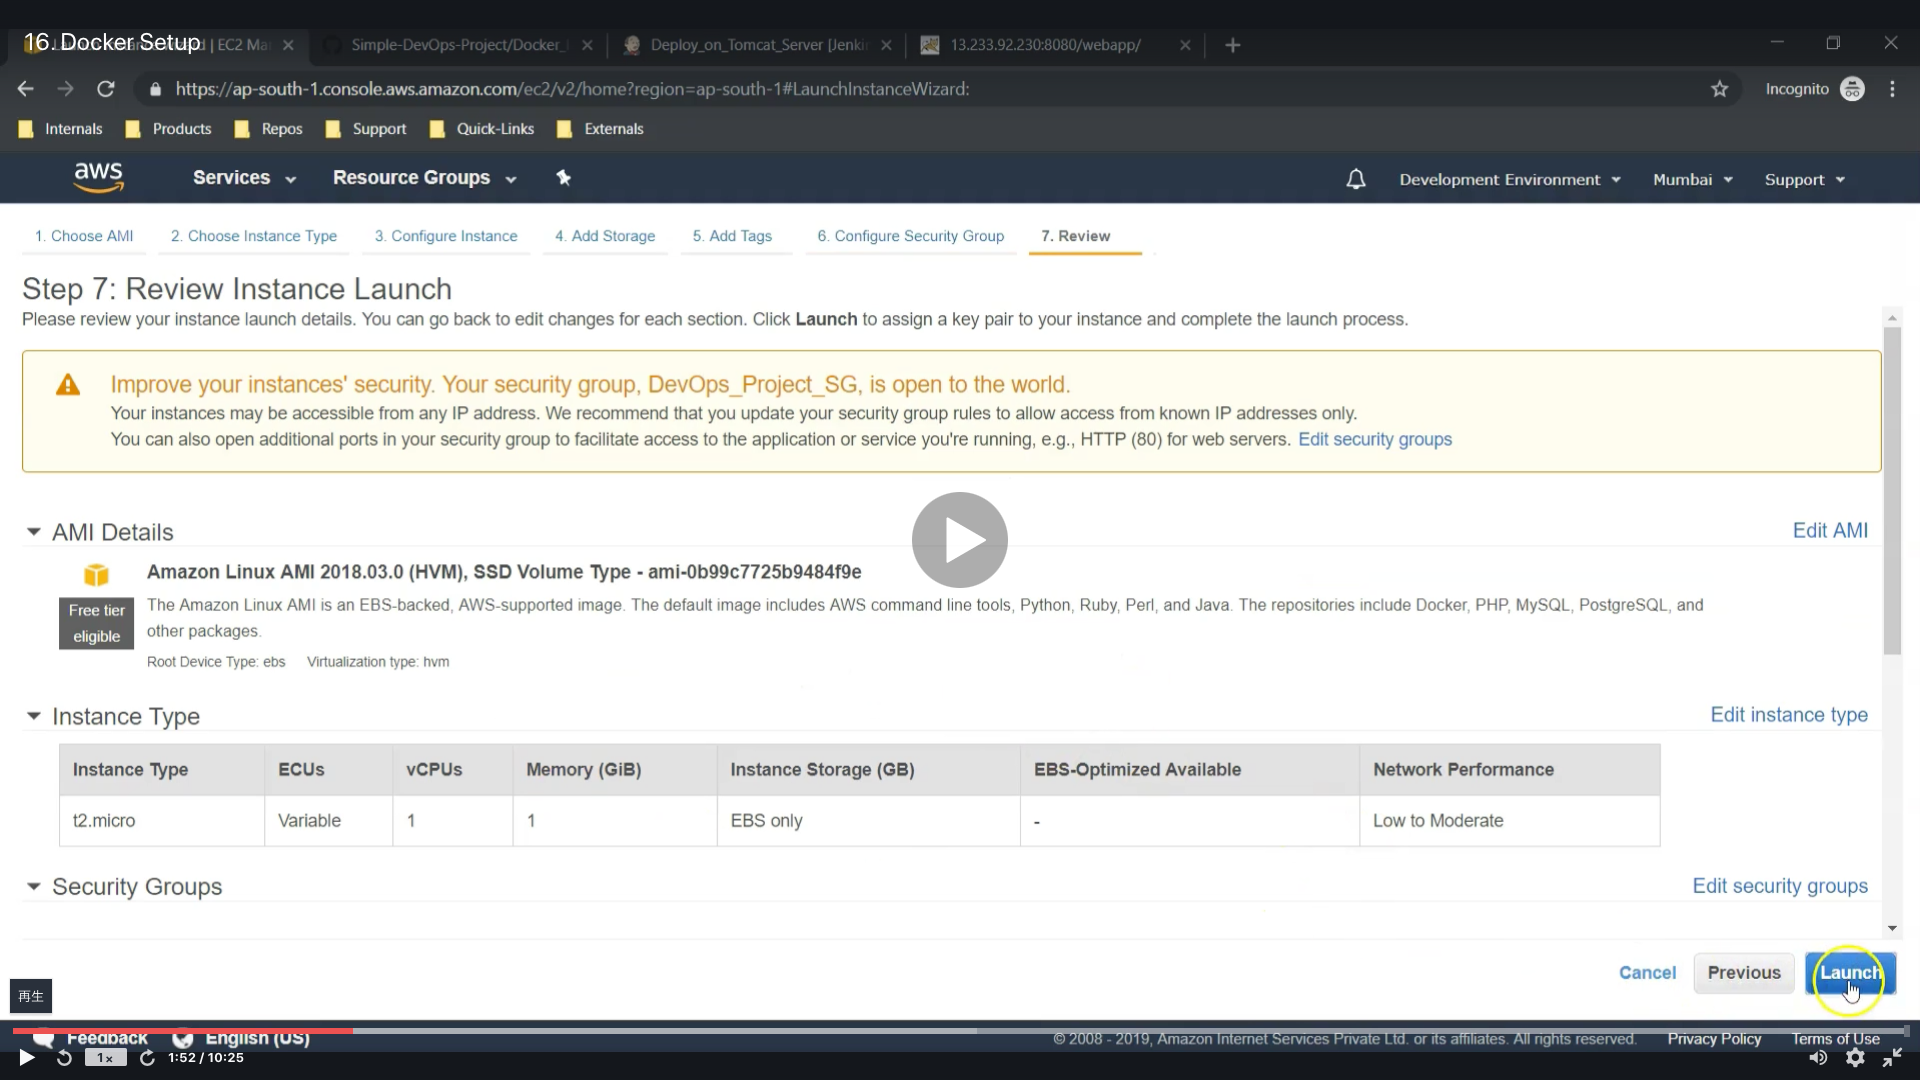 16. Docker Setup
EC2 Ma
Simple-DevOps-Project/Docker_
Deploy_on_Tomcat_Server [Jenki
13.233.92.230:8080/webapp/
https://ap-south-1.console.aws.amazon.com/ec2/v2/home?region=ap-south-1#LaunchInstanceWizard:
Incognito
Internals
Products
Repos
Support
Quick-Links
Externals
aws
Services
Resource Groups
Development Environment
Mumbai
Support
1. Choose AMI
2. Choose Instance Type
3. Configure Instance
4. Add Storage
5. Add Tags
6. Configure Security Group
7. Review
Step 7: Review Instance Launch
Please review your instance launch details. You can go back to edit changes for each section. Click Launch to assign a key pair to your instance and complete the launch process.
Improve your instances' security. Your security group, DevOps_Project_SG, is open to the world.
Your instances may be accessible from any IP address. We recommend that you update your security group rules to allow access from known IP addresses only.
You can also open additional ports in your security group to facilitate access to the application or service you're running, e.g., HTTP (80) for web servers. Edit security groups
AMI Details
Edit AMI
Amazon Linux AMI 2018.03.0 (HVM), SSD Volume Type - ami-0b99c7725b9484f9e
Free tier
eligible
The Amazon Linux AMI is an EBS-backed, AWS-supported image. The default image includes AWS command line tools, Python, Ruby, Perl, and Java. The repositories include Docker, PHP, MySQL, PostgreSQL, and
other packages.
Root Device Type: ebs Virtualization type: hvm
Instance Type
Edit instance type
Instance Type ECUs vCPUs Memory (GiB) Instance Storage (GB) EBS-Optimized Available Network Performance
t2.micro Variable 1 1 EBS only - Low to Moderate
Security Groups
Edit security groups
Cancel
Previous
Launch
再生
Feedback
English (US)
© 2008 - 2019, Amazon Internet Services Private Ltd. or its affiliates. All rights reserved.
Privacy Policy
Terms of Use
1×
1:52 / 10:25